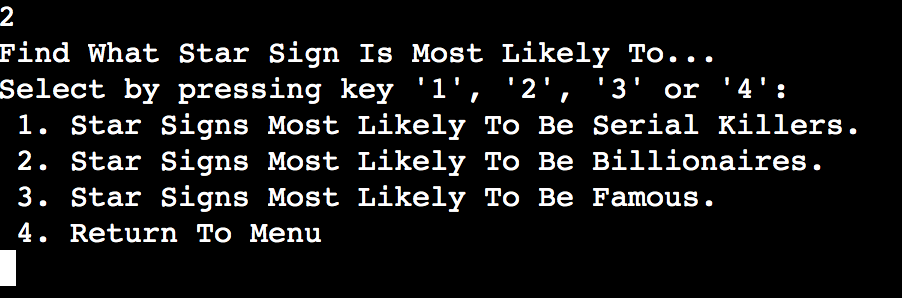 2
Find What Star Sign Is Most Likely To...
Select by pressing key '1', '2', '3' or '4':
1. Star Signs Most Likely To Be Serial Killers.
2. Star Signs Most Likely To Be Billionaires.
3. Star Signs Most Likely To Be Famous.
4. Return To Menu